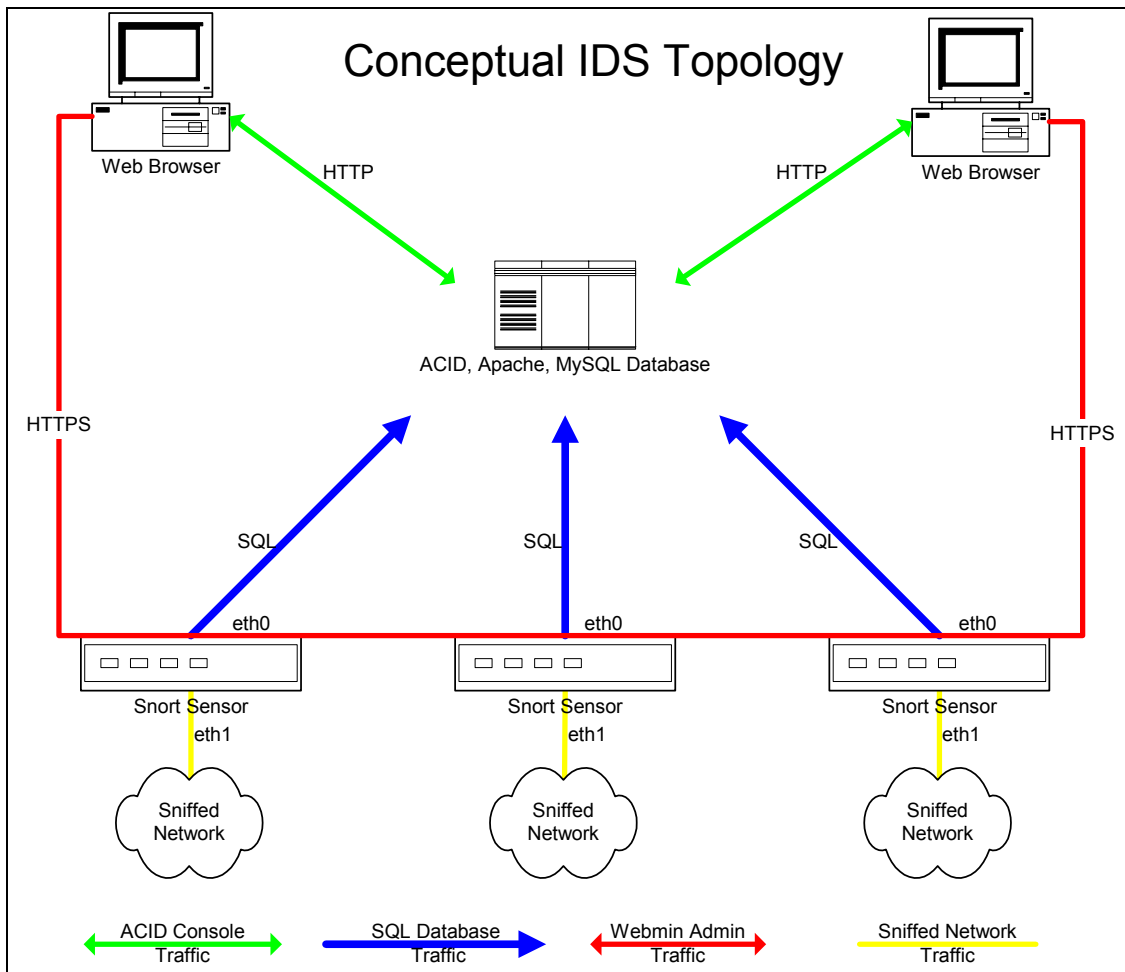 Conceptual IDS Topology
Web Browser
Web Browser
HTTP
HTTP
ACID, Apache, MySQL Database
HTTPS
HTTPS
SQL
SQL
SQL
eth0
eth0
eth0
Snort Sensor
Snort Sensor
Snort Sensor
eth1
eth1
eth1
Sniffed
Network
Sniffed
Network
Sniffed
Network
ACID Console
Traffic
SQL Database
Traffic
Webmin Admin
Traffic
Sniffed Network
Traffic